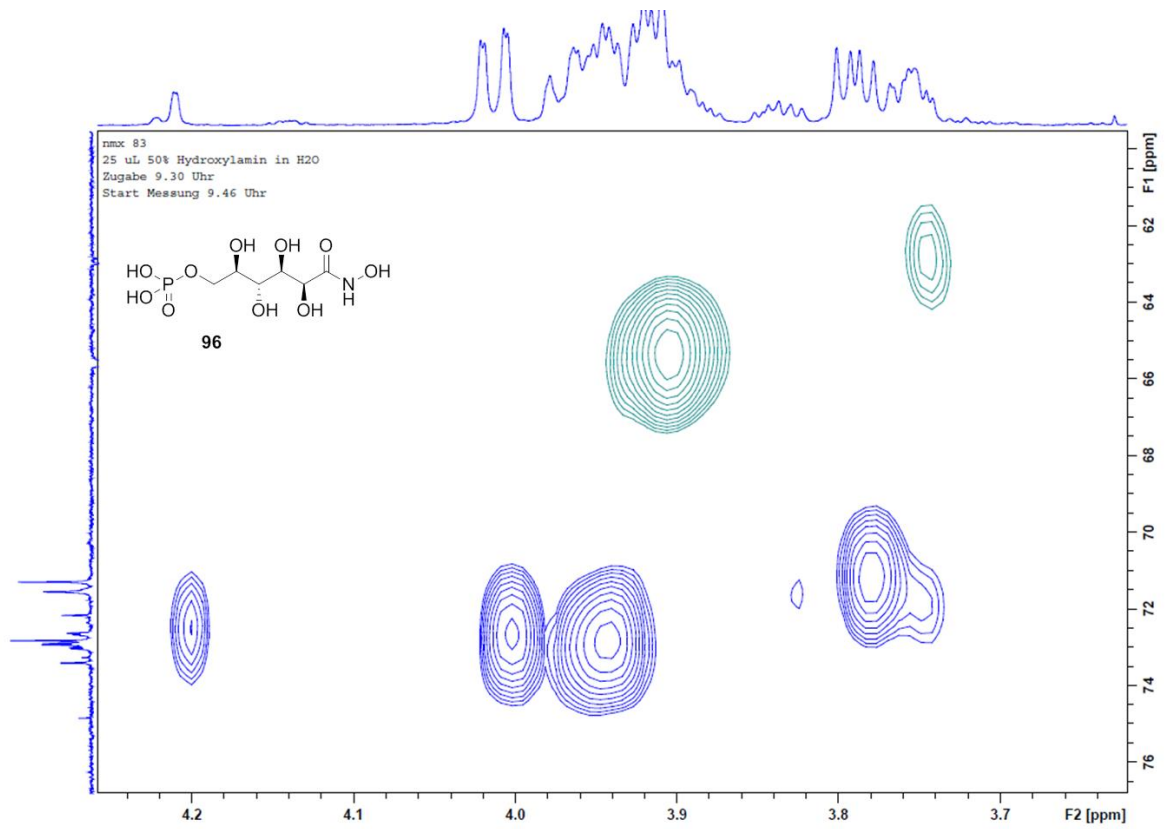 nmx 83
25 uL 50% Hydroxylamin in H2O
Zugabe 9.30 Uhr
Start Messung 9.46 Uhr
OH OH O
HO O OH
P N
HO H
O OH OH
96
F1 [ppm]
62
64
66
68
70
72
74
76
4.2 4.1 4.0 3.9 3.8 3.7 F2 [ppm]